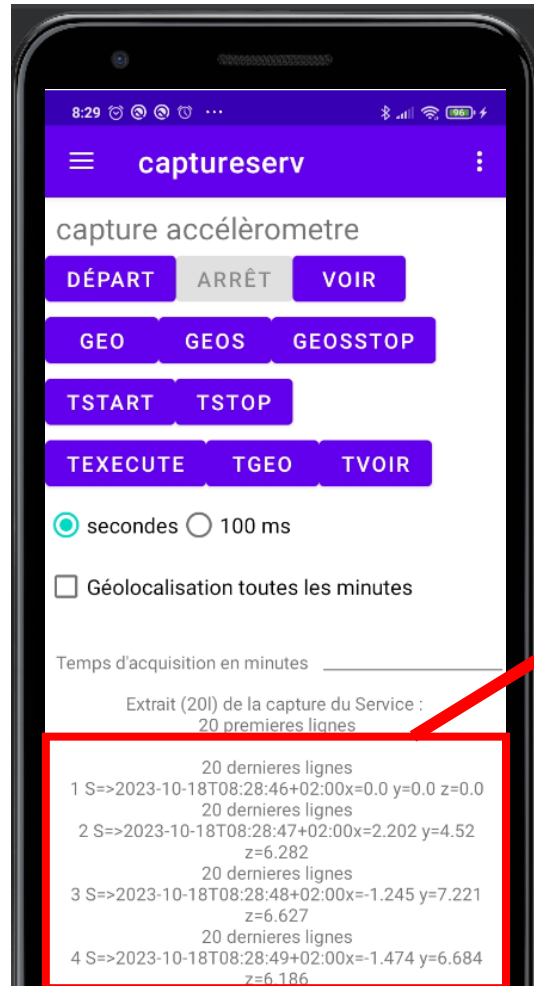 8:29 ...
96
captureserv
capture accélèrometre
DÉPART ARRÊT VOIR
GEO GEOS GEOSSTOP
TSTART TSTOP
TEXECUTE TGEO TVOIR
secondes 100 ms
Géolocalisation toutes les minutes
Temps d'acquisition en minutes
Extrait (20l) de la capture du Service :
20 premieres lignes
20 dernieres lignes
1 S=>2023-10-18T08:28:46+02:00x=0.0 y=0.0 z=0.0
20 dernieres lignes
2 S=>2023-10-18T08:28:47+02:00x=2.202 y=4.52
z=6.282
20 dernieres lignes
3 S=>2023-10-18T08:28:48+02:00x=-1.245 y=7.221
z=6.627
20 dernieres lignes
4 S=>2023-10-18T08:28:49+02:00x=-1.474 y=6.684
z=6.186